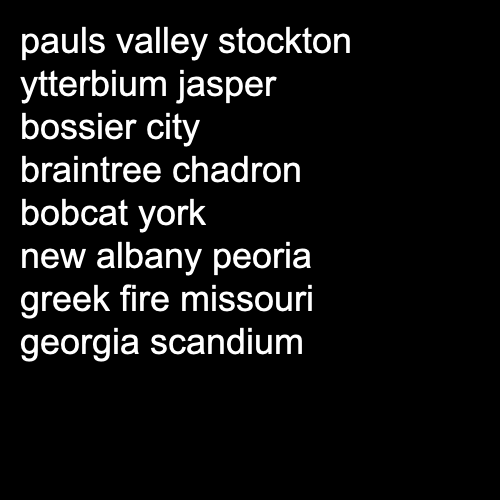 pauls valley stockton
ytterbium jasper
bossier city
braintree chadron
bobcat york
new albany peoria
greek fire missouri
georgia scandium